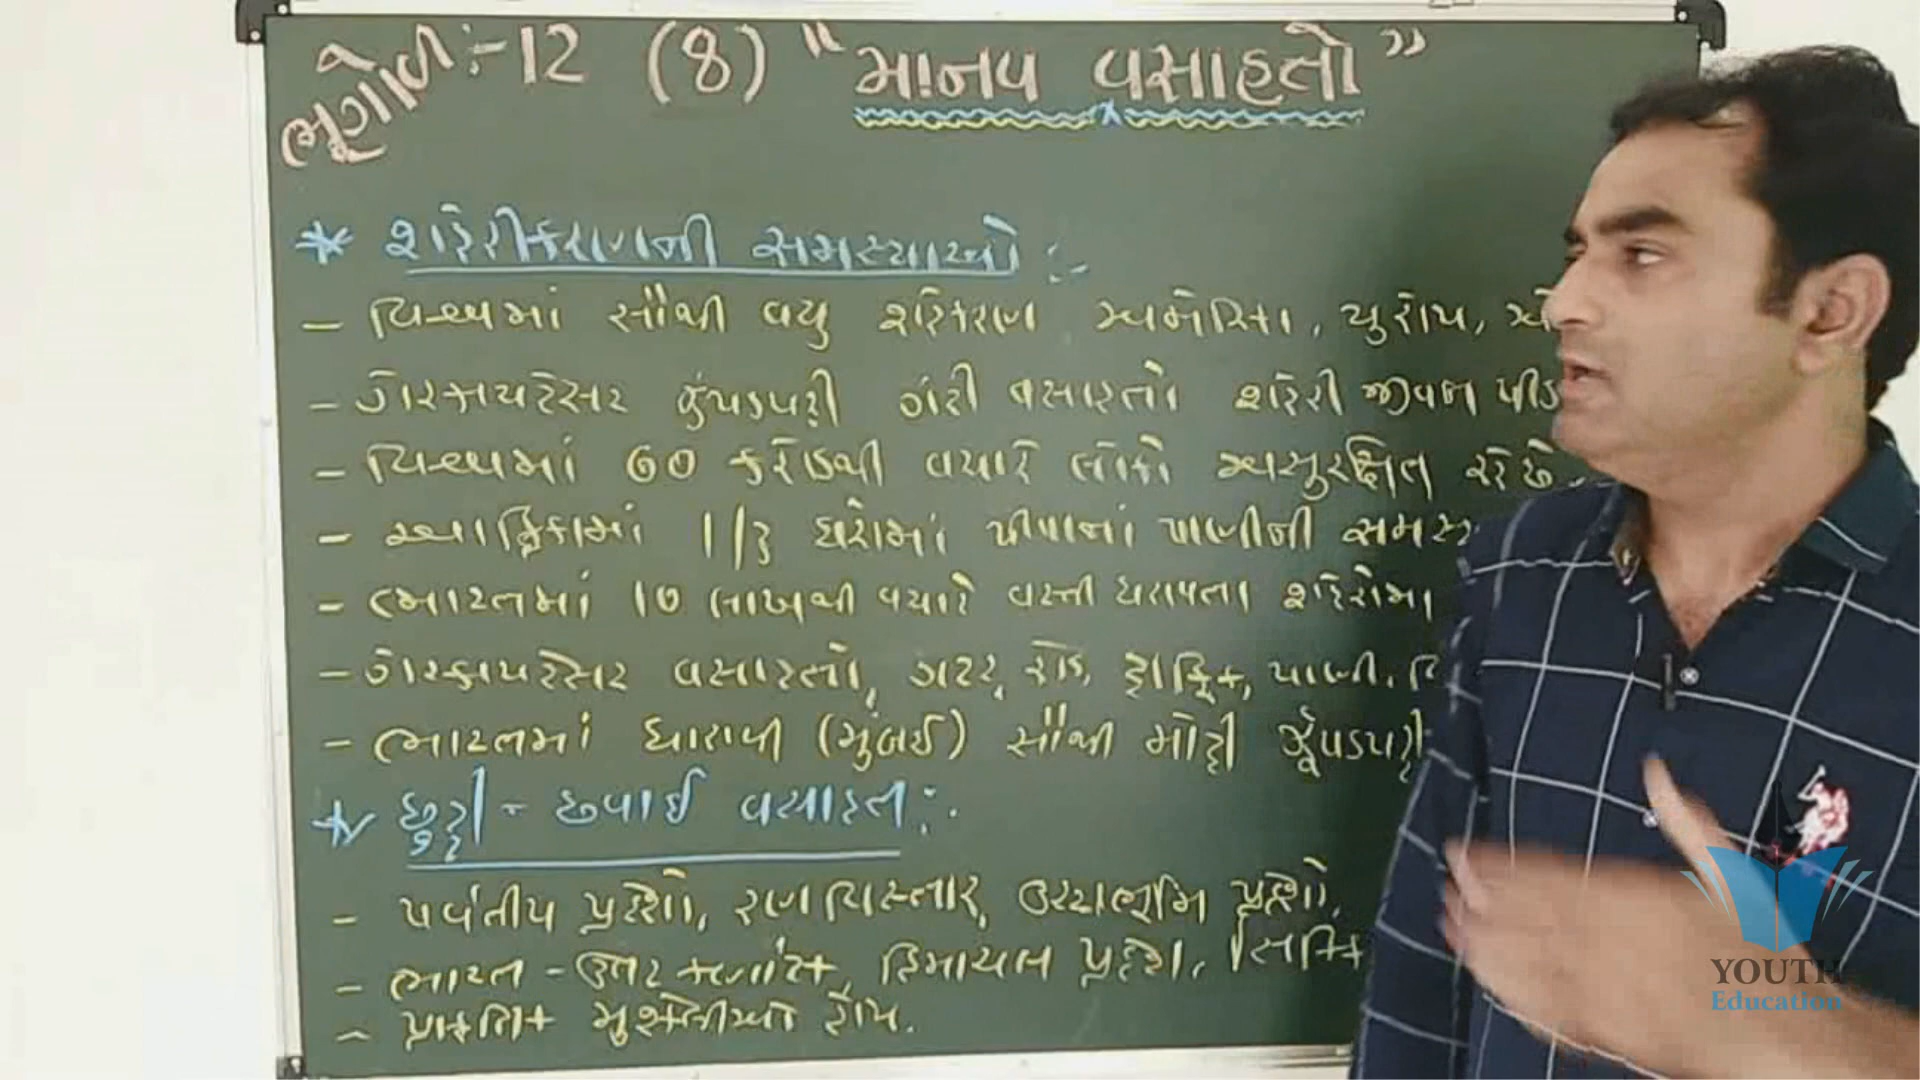 ભૂગોળ :- 12 (8) "માનવ વસાહતો"
* શહેરીકરણની સમસ્યાઓ :-
- વિશ્વમાં સૌથી વધુ શહેરીકરણ અમેરિકા, યુરોપ,
- ગેરકાયદેસર ઝુંપડપટ્ટી ગંદી વસાહતો શહેરી જીવન
- વિશ્વમાં 60 કરોડથી વધારે લોકો અસુરક્ષિત રહે છે.
- આફ્રિકામાં 1/3 ઘરોમાં પીવાનાં પાણીની
- ભારતમાં 10 લાખથી વધારે વસ્તી ધરાવતા શહેરોમાં
- ગેરકાયદેસર વસાહતો, ગટર, રોડ, ટ્રાફિક, પાણી,
- ભારતમાં ધારાવી (મુંબઈ) સૌથી મોટી ઝૂંપડપટ્ટી
* છુટી - છવાઈ વસાહત :-
- પર્વતીય પ્રદેશો, રણ વિસ્તાર, ઉચ્ચભૂમિ પ્રદેશો,
- ભારત - ઉત્તર કર્ણાટક, હિમાચલ પ્રદેશ,
- પ્રાકૃતિક મુશ્કેલીઓ હોય.
YOUTH
Education